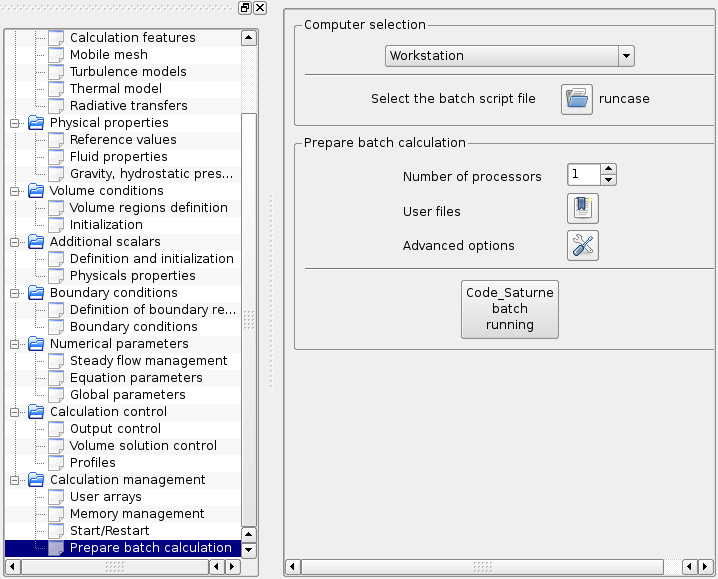 Calculation features
Mobile mesh
Turbulence models
Thermal model
Radiative transfers
Physical properties
Reference values
Fluid properties
Gravity, hydrostatic pres...
Volume conditions
Volume regions definition
Initialization
Additional scalars
Definition and initialization
Physicals properties
Boundary conditions
Definition of boundary re...
Boundary conditions
Numerical parameters
Steady flow management
Equation parameters
Global parameters
Calculation control
Output control
Volume solution control
Profiles
Calculation management
User arrays
Memory management
Start/Restart
Prepare batch calculation
Computer selection
Workstation
Select the batch script file runcase
Prepare batch calculation
Number of processors 1
User files
Advanced options
Code_Saturne
batch
running